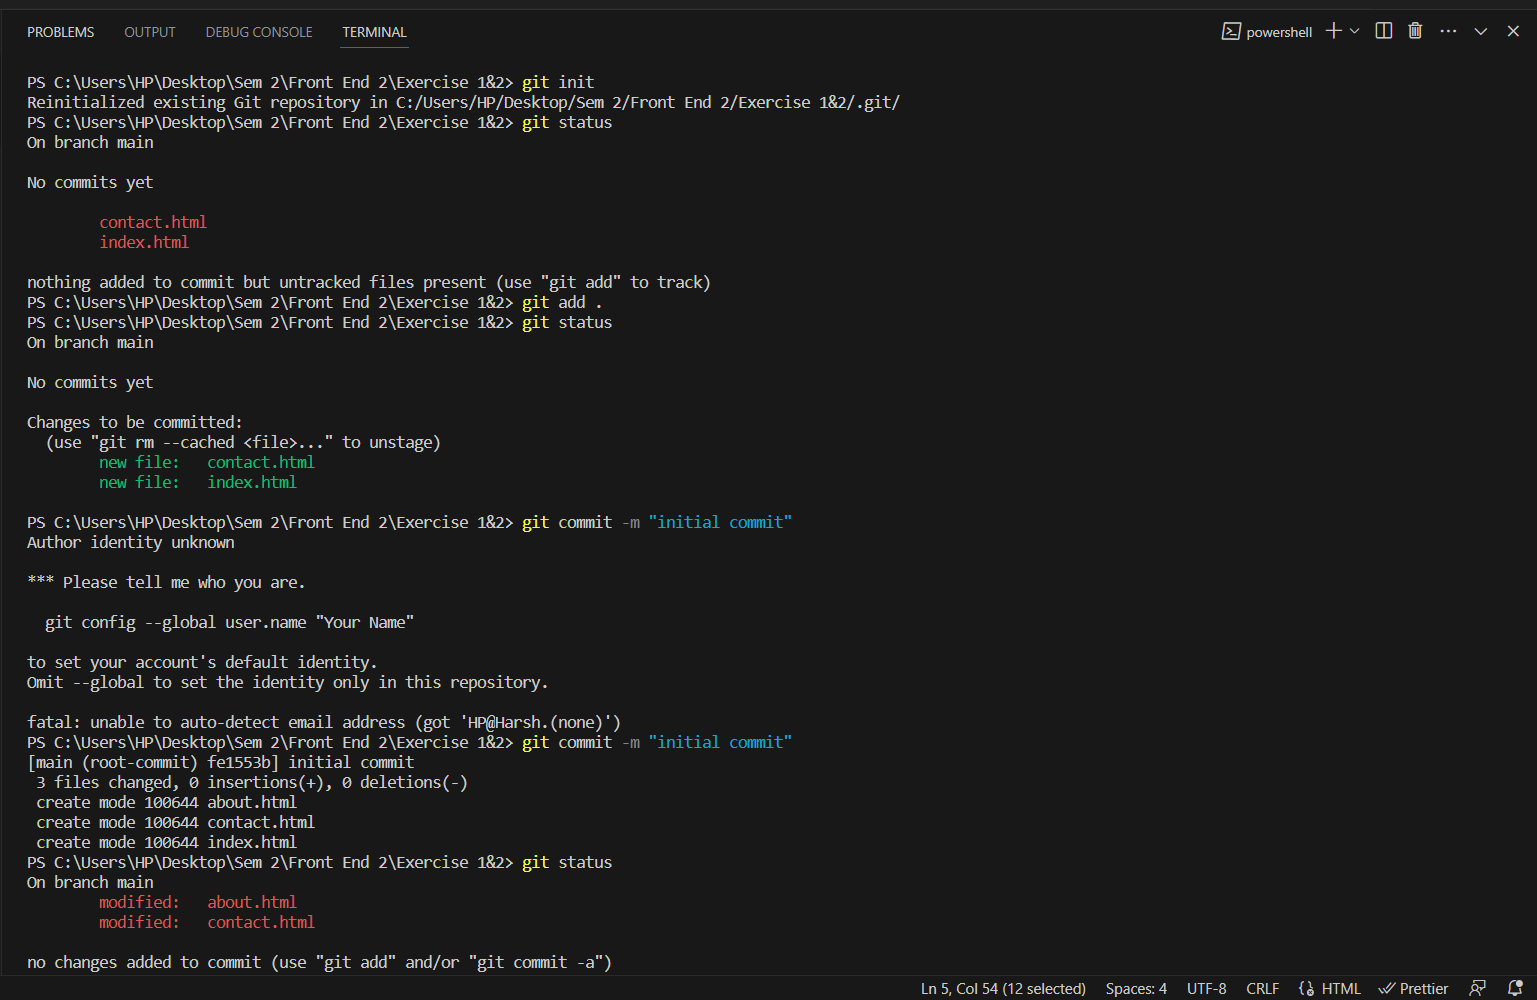 PROBLEMS OUTPUT DEBUG CONSOLE TERMINAL powershell
PS C:\Users\HP\Desktop\Sem 2\Front End 2\Exercise 1&2> git init
Reinitialized existing Git repository in C:/Users/HP/Desktop/Sem 2/Front End 2/Exercise 1&2/.git/
PS C:\Users\HP\Desktop\Sem 2\Front End 2\Exercise 1&2> git status
On branch main
No commits yet
contact.html
index.html
nothing added to commit but untracked files present (use "git add" to track)
PS C:\Users\HP\Desktop\Sem 2\Front End 2\Exercise 1&2> git add .
PS C:\Users\HP\Desktop\Sem 2\Front End 2\Exercise 1&2> git status
On branch main
No commits yet
Changes to be committed:
(use "git rm --cached <file>..." to unstage)
new file: contact.html
new file: index.html
PS C:\Users\HP\Desktop\Sem 2\Front End 2\Exercise 1&2> git commit -m "initial commit"
Author identity unknown
*** Please tell me who you are.
git config --global user.name "Your Name"
to set your account's default identity.
Omit --global to set the identity only in this repository.
fatal: unable to auto-detect email address (got 'HP@Harsh.(none)')
PS C:\Users\HP\Desktop\Sem 2\Front End 2\Exercise 1&2> git commit -m "initial commit"
[main (root-commit) fe1553b] initial commit
3 files changed, 0 insertions(+), 0 deletions(-)
create mode 100644 about.html
create mode 100644 contact.html
create mode 100644 index.html
PS C:\Users\HP\Desktop\Sem 2\Front End 2\Exercise 1&2> git status
On branch main
modified: about.html
modified: contact.html
no changes added to commit (use "git add" and/or "git commit -a")
Ln 5, Col 54 (12 selected) Spaces: 4 UTF-8 CRLF HTML Prettier